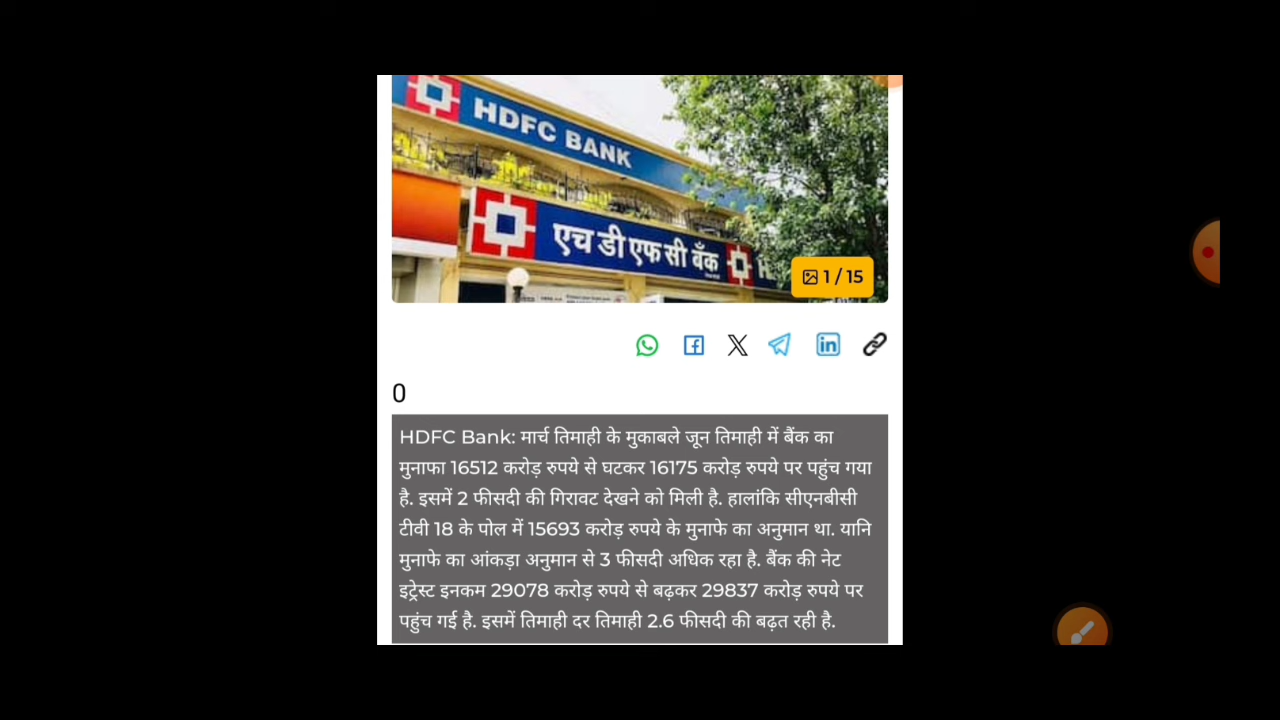 HDFC BANK
एच डी एफ सी बैंक
H
1 / 15
0
HDFC Bank: मार्च तिमाही के मुकाबले जून तिमाही में बैंक का
मुनाफा 16512 करोड़ रुपये से घटकर 16175 करोड़ रुपये पर पहुंच गया
है. इसमें 2 फीसदी की गिरावट देखने को मिली है. हालांकि सीएनबीसी
टीवी 18 के पोल में 15693 करोड़ रुपये के मुनाफे का अनुमान था. यानि
मुनाफे का आंकड़ा अनुमान से 3 फीसदी अधिक रहा है. बैंक की नेट
इट्रेस्ट इनकम 29078 करोड़ रुपये से बढ़कर 29837 करोड़ रुपये पर
पहुंच गई है. इसमें तिमाही दर तिमाही 2.6 फीसदी की बढ़त रही है.